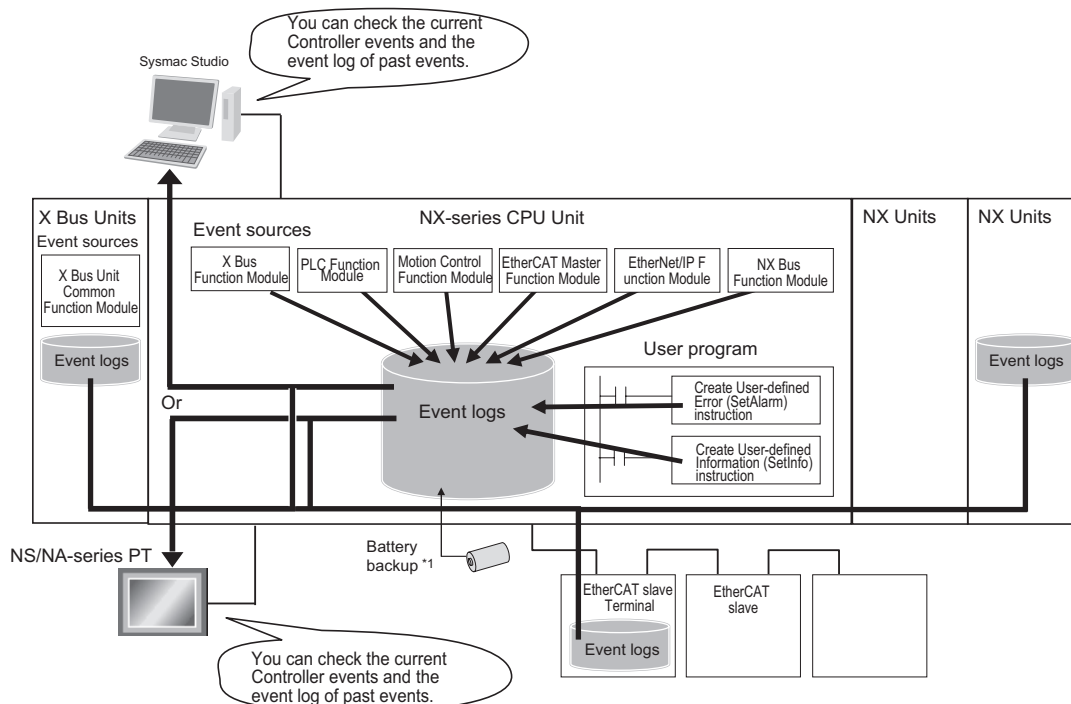 You can check the current
Controller events and the
event log of past events.
Sysmac Studio
X Bus Units
Event sources
X Bus Unit
Common
Function Module
Event logs
NX-series CPU Unit
Event sources
X Bus
Function Module
PLC Function
Module
Motion Control
Function Module
EtherCAT Master
Function Module
EtherNet/IP F
unction Module
NX Bus
Function Module
Event logs
User program
Create User-defined
Error (SetAlarm)
instruction
Create User-defined
Information (SetInfo)
instruction
NX Units
NX Units
Event logs
Or
NS/NA-series PT
Battery
backup *1
EtherCAT slave
Terminal
Event logs
EtherCAT
slave
You can check the current
Controller events and the
event log of past events.